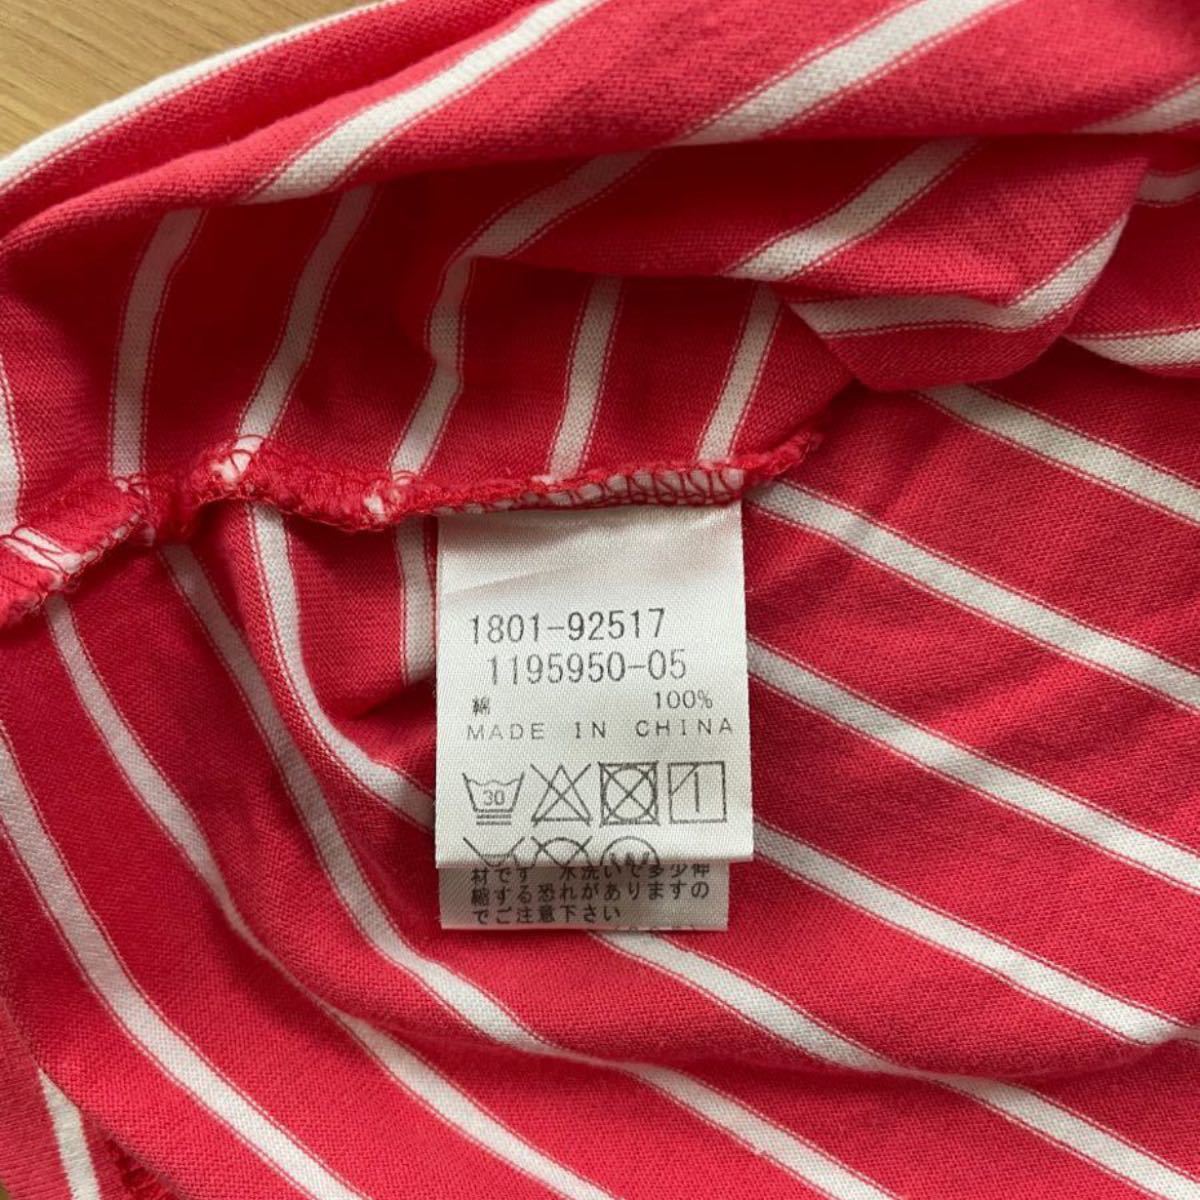 1801-92517
1195950-05
綿 100%
MADE IN CHINA
30
材です 水洗いで多少伸
縮する恐れがありますの
でご注意下さい